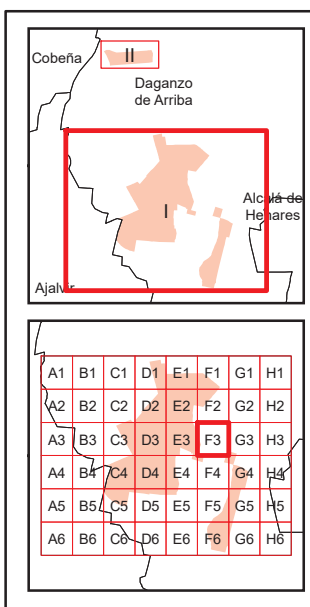 Cobeña
II
Daganzo
de Arriba
Alcalá de
Henares
I
Ajalvir
A1 B1 C1 D1 E1 F1 G1 H1
A2 B2 C2 D2 E2 F2 G2 H2
A3 B3 C3 D3 E3 F3 G3 H3
A4 B4 C4 D4 E4 F4 G4 H4
A5 B5 C5 D5 E5 F5 G5 H5
A6 B6 C6 D6 E6 F6 G6 H6